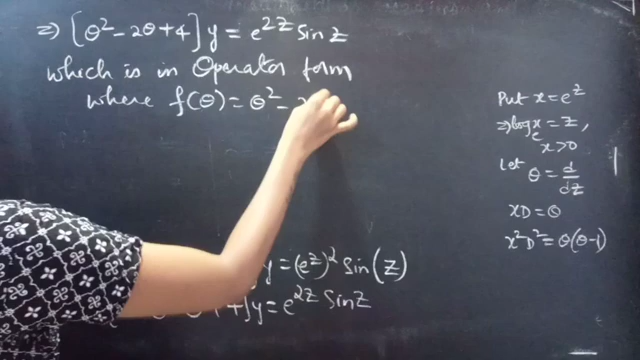 ⇒) [θ² - 2θ + 4] y = e^{2z} sin z
which is in Operator form
where f(θ) = θ² -
y = (e^z)² sin(z)
+ ] y = e^{2z} sin z
Put x = e^z
⇒ log_e x = z,
x > 0
Let θ = d/dz
xD = θ
x²D² = θ(θ-1)